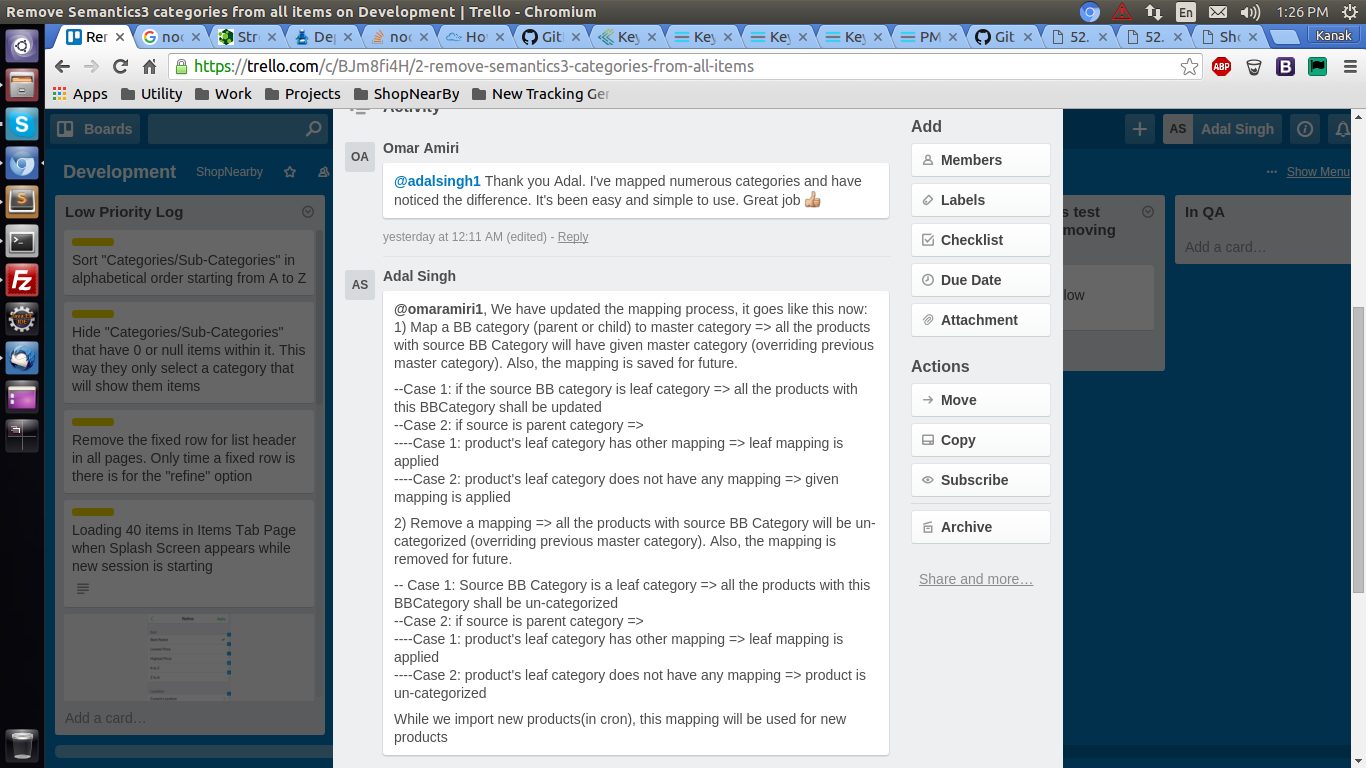 Remove Semantics3 categories from all items on Development | Trello - Chromium
En
1:26 PM
Rer
noc
Stro
Dep
noc
Hov
Git
Key
Key
Key
Key
PM
Git
52.
52.
Sho
Kanak
https://trello.com/c/BJm8fi4H/2-remove-semantics3-categories-from-all-items
ABP
B
Apps
Utility
Work
Projects
ShopNearBy
New Tracking Ger
Boards
AS
Adal Singh
Development
ShopNearby
Show Menu
Low Priority Log
Sort "Categories/Sub-Categories" in
alphabetical order starting from A to Z
Hide "Categories/Sub-Categories"
that have 0 or null items within it. This
way they only select a category that
will show them items
Remove the fixed row for list header
in all pages. Only time a fixed row is
there is for the "refine" option
Loading 40 items in Items Tab Page
when Splash Screen appears while
new session is starting
Refine
Add a card…
Activity
OA
Omar Amiri
@adalsingh1 Thank you Adal. I've mapped numerous categories and have
noticed the difference. It's been easy and simple to use. Great job 👍
yesterday at 12:11 AM (edited) - Reply
AS
Adal Singh
@omaramiri1, We have updated the mapping process, it goes like this now:
1) Map a BB category (parent or child) to master category => all the products
with source BB Category will have given master category (overriding previous
master category). Also, the mapping is saved for future.
--Case 1: if the source BB category is leaf category => all the products with
this BBCategory shall be updated
--Case 2: if source is parent category =>
----Case 1: product's leaf category has other mapping => leaf mapping is
applied
----Case 2: product's leaf category does not have any mapping => given
mapping is applied
2) Remove a mapping => all the products with source BB Category will be un-
categorized (overriding previous master category). Also, the mapping is
removed for future.
-- Case 1: Source BB Category is a leaf category => all the products with this
BBCategory shall be un-categorized
--Case 2: if source is parent category =>
----Case 1: product's leaf category has other mapping => leaf mapping is
applied
----Case 2: product's leaf category does not have any mapping => product is
un-categorized
While we import new products(in cron), this mapping will be used for new
products
Add
Members
Labels
Checklist
Due Date
Attachment
Actions
Move
Copy
Subscribe
Archive
Share and more…
s test
moving
low
In QA
Add a card…